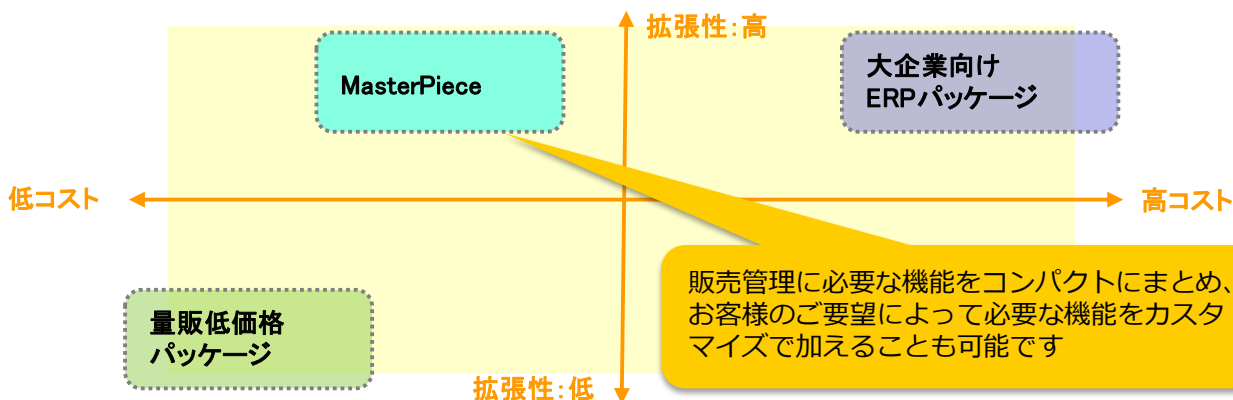 拡張性：高
MasterPiece
大企業向け
ERPパッケージ
低コスト
高コスト
販売管理に必要な機能をコンパクトにまとめ、
お客様のご要望によって必要な機能をカスタ
マイズで加えることも可能です
量販低価格
パッケージ
拡張性：低